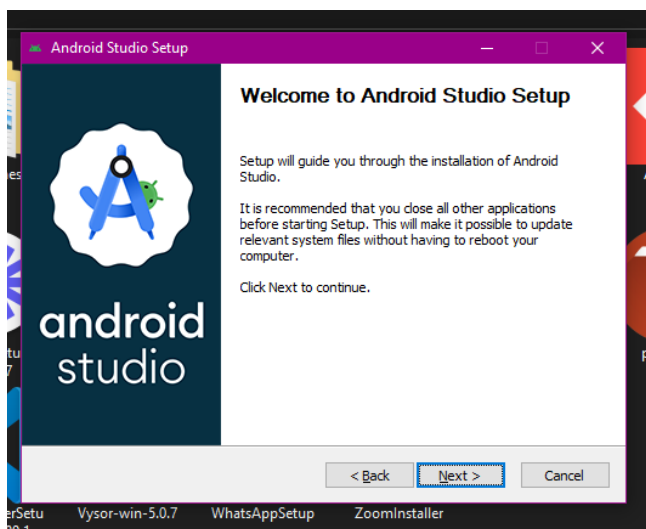 Android Studio Setup
Welcome to Android Studio Setup
Setup will guide you through the installation of Android
Studio.
It is recommended that you close all other applications
before starting Setup. This will make it possible to update
relevant system files without having to reboot your
computer.
Click Next to continue.
android
studio
< Back
Next >
Cancel
Vysor-win-5.0.7
WhatsAppSetup
ZoomInstaller